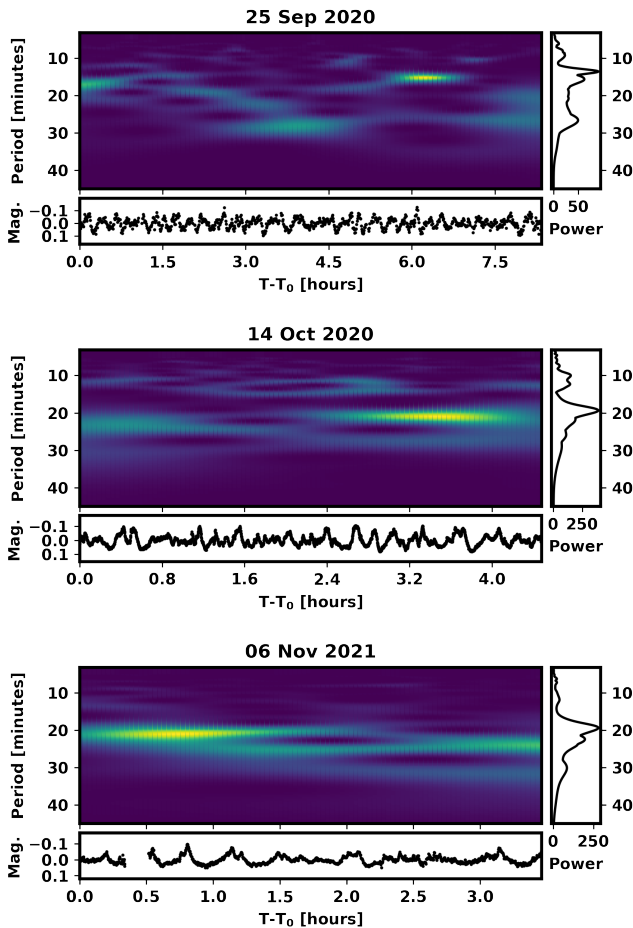 25 Sep 2020
Period [minutes]
10
20
30
40
10
20
30
40
Mag.
−0.1
0.0
0.1
0 50
Power
0.0 1.5 3.0 4.5 6.0 7.5
T-T₀ [hours]
14 Oct 2020
Period [minutes]
10
20
30
40
10
20
30
40
Mag.
−0.1
0.0
0.1
0 250
Power
0.0 0.8 1.6 2.4 3.2 4.0
T-T₀ [hours]
06 Nov 2021
Period [minutes]
10
20
30
40
10
20
30
40
Mag.
−0.1
0.0
0.1
0 250
Power
0.0 0.5 1.0 1.5 2.0 2.5 3.0
T-T₀ [hours]